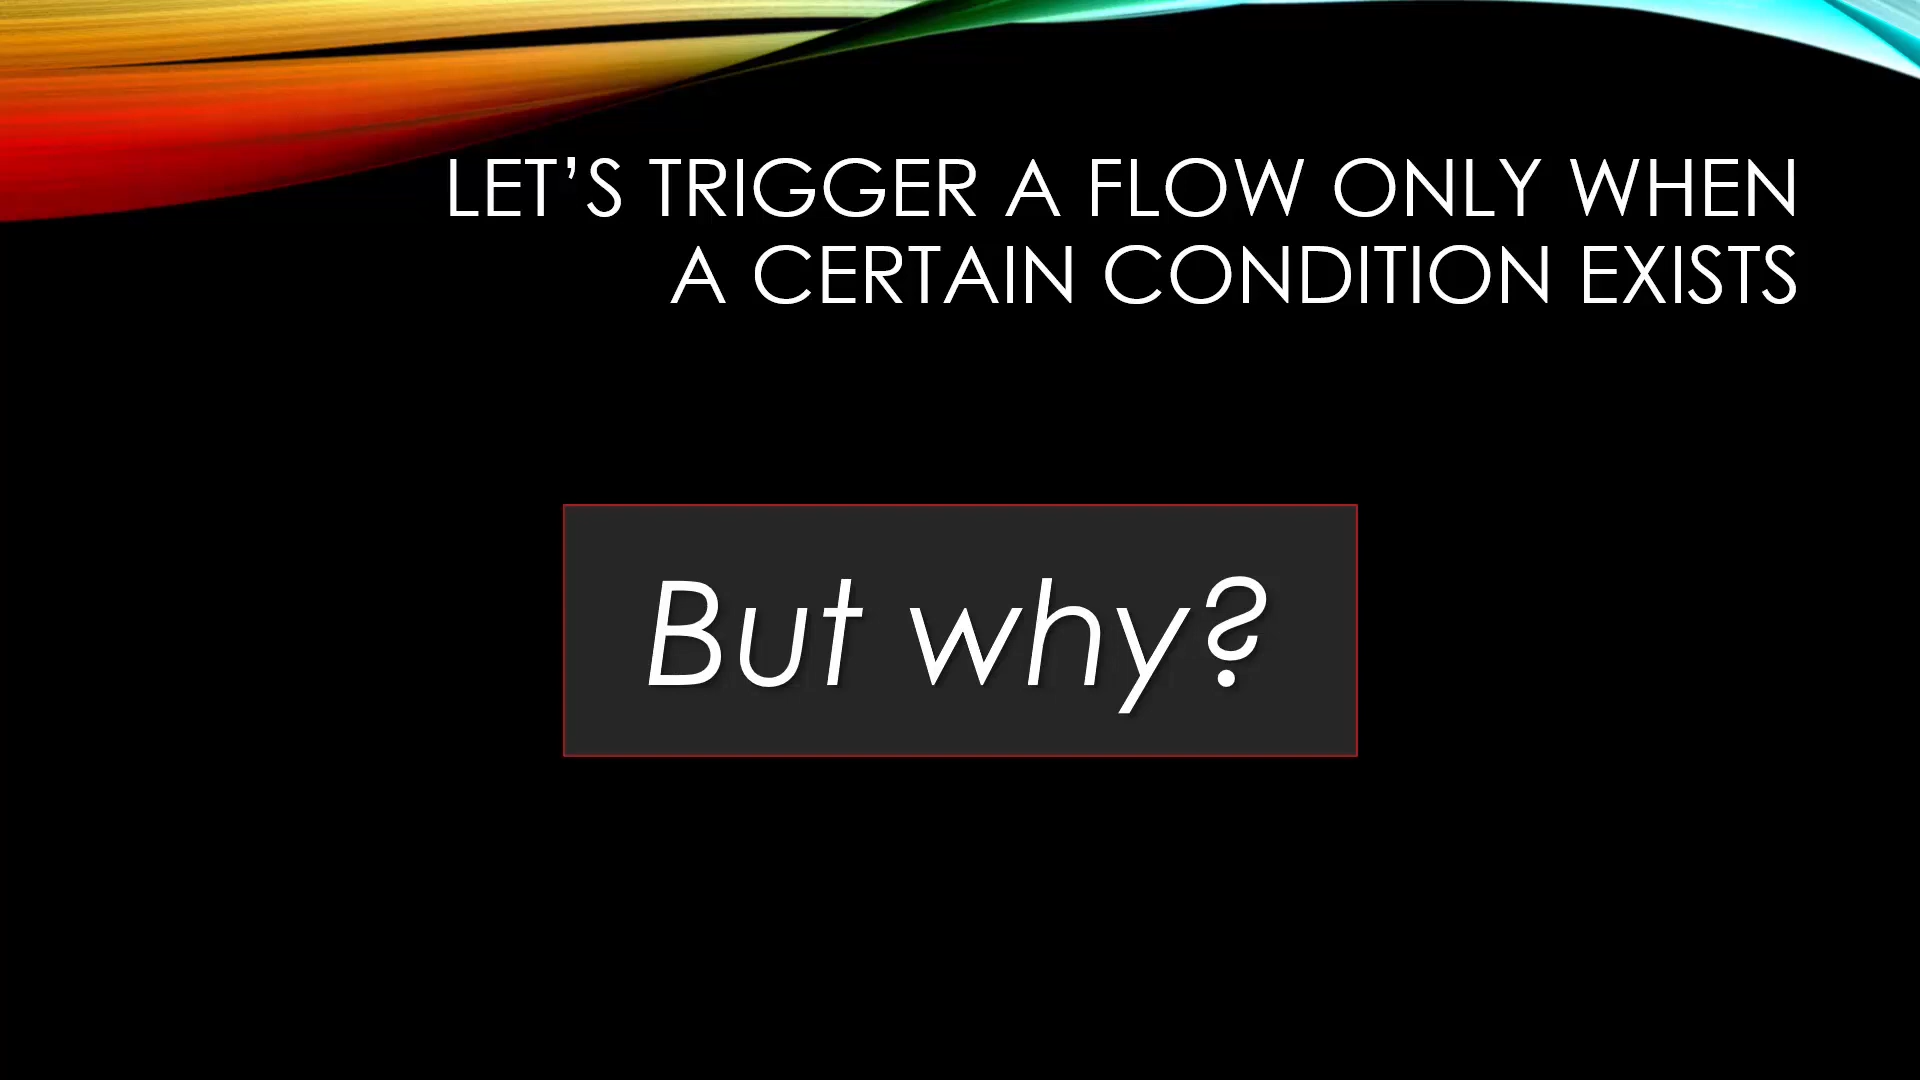 LET’S TRIGGER A FLOW ONLY WHEN
A CERTAIN CONDITION EXISTS
But why?